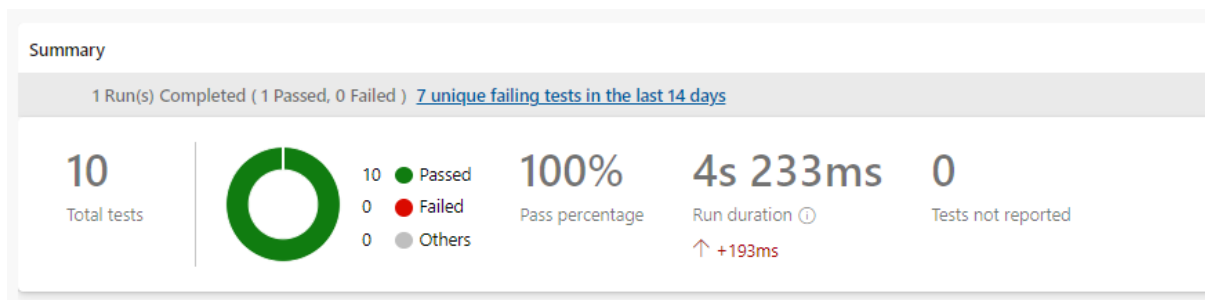 Summary
1 Run(s) Completed ( 1 Passed, 0 Failed ) 7 unique failing tests in the last 14 days
10
Total tests
10 Passed
0 Failed
0 Others
100%
Pass percentage
4s 233ms
Run duration
+193ms
0
Tests not reported